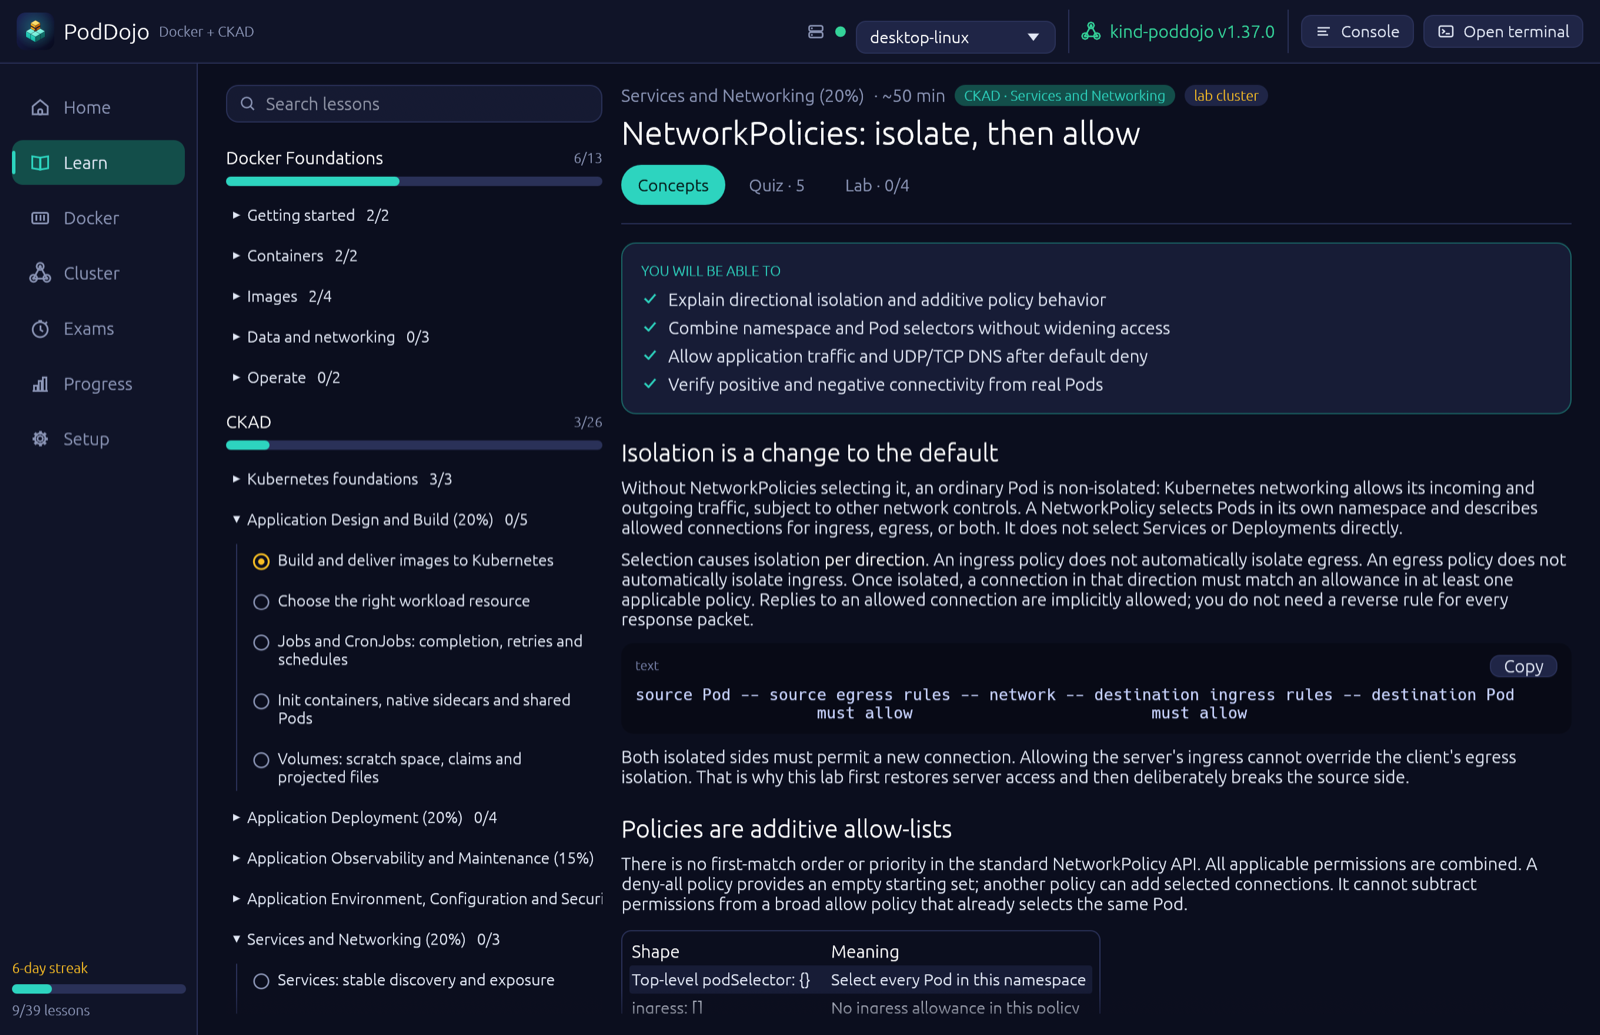 PodDojo
Docker + CKAD
desktop-linux
kind-poddojo v1.37.0
Console
Open terminal
Home
Learn
Docker
Cluster
Exams
Progress
Setup
6-day streak
9/39 lessons
Search lessons
Docker Foundations 6/13
Getting started 2/2
Containers 2/2
Images 2/4
Data and networking 0/3
Operate 0/2
CKAD 3/26
Kubernetes foundations 3/3
Application Design and Build (20%) 0/5
Build and deliver images to Kubernetes
Choose the right workload resource
Jobs and CronJobs: completion, retries and
schedules
Init containers, native sidecars and shared
Pods
Volumes: scratch space, claims and
projected files
Application Deployment (20%) 0/4
Application Observability and Maintenance (15%)
Application Environment, Configuration and Securi
Services and Networking (20%) 0/3
Services: stable discovery and exposure
Services and Networking (20%) · ~50 min CKAD · Services and Networking lab cluster
NetworkPolicies: isolate, then allow
Concepts Quiz · 5 Lab · 0/4
YOU WILL BE ABLE TO
Explain directional isolation and additive policy behavior
Combine namespace and Pod selectors without widening access
Allow application traffic and UDP/TCP DNS after default deny
Verify positive and negative connectivity from real Pods
Isolation is a change to the default
Without NetworkPolicies selecting it, an ordinary Pod is non-isolated: Kubernetes networking allows its incoming and
outgoing traffic, subject to other network controls. A NetworkPolicy selects Pods in its own namespace and describes
allowed connections for ingress, egress, or both. It does not select Services or Deployments directly.
Selection causes isolation per direction. An ingress policy does not automatically isolate egress. An egress policy does not
automatically isolate ingress. Once isolated, a connection in that direction must match an allowance in at least one
applicable policy. Replies to an allowed connection are implicitly allowed; you do not need a reverse rule for every
response packet.
text
Copy
source Pod -- source egress rules -- network -- destination ingress rules -- destination Pod
must allow must allow
Both isolated sides must permit a new connection. Allowing the server's ingress cannot override the client's egress
isolation. That is why this lab first restores server access and then deliberately breaks the source side.
Policies are additive allow-lists
There is no first-match order or priority in the standard NetworkPolicy API. All applicable permissions are combined. A
deny-all policy provides an empty starting set; another policy can add selected connections. It cannot subtract
permissions from a broad allow policy that already selects the same Pod.
Shape Meaning
Top-level podSelector: {} Select every Pod in this namespace
ingress: [] No ingress allowance in this policy